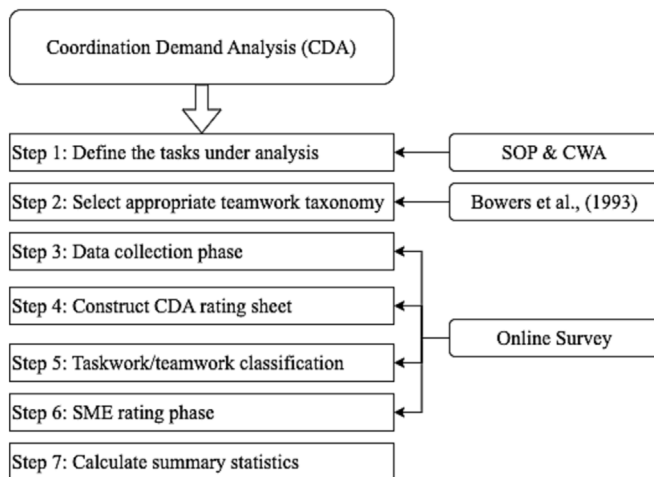 Coordination Demand Analysis (CDA)
Step 1: Define the tasks under analysis
SOP & CWA
Step 2: Select appropriate teamwork taxonomy
Bowers et al., (1993)
Step 3: Data collection phase
Step 4: Construct CDA rating sheet
Online Survey
Step 5: Taskwork/teamwork classification
Step 6: SME rating phase
Step 7: Calculate summary statistics